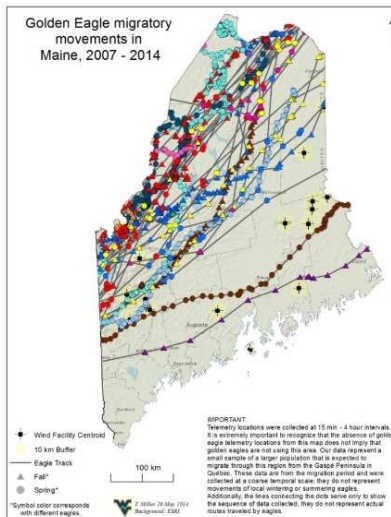 Golden Eagle migratory
movements in
Maine, 2007 - 2014
Augusta
Wind Facility Centroid
10 km Buffer
Eagle Track
Fall*
Spring*
*Symbol color corresponds
with different eagles.
100 km
T. Miller 20 May 2014
Background: ESRI
IMPORTANT:
Telemetry locations were collected at 15 min - 4 hour intervals.
It is extremely important to recognize that the absence of golden
eagle telemetry locations from this map does not imply that
golden eagles are not using this area. Our data represent a
small sample of a larger population that is expected to
migrate through this region from the Gaspé Peninsula in
Québec. These data are from the migration period and were
collected at a coarse temporal scale; they do not represent
movements of local wintering or summering eagles.
Additionally, the lines connecting the dots serve only to show
the sequence of data collected, they do not represent actual
routes traveled by eagles.